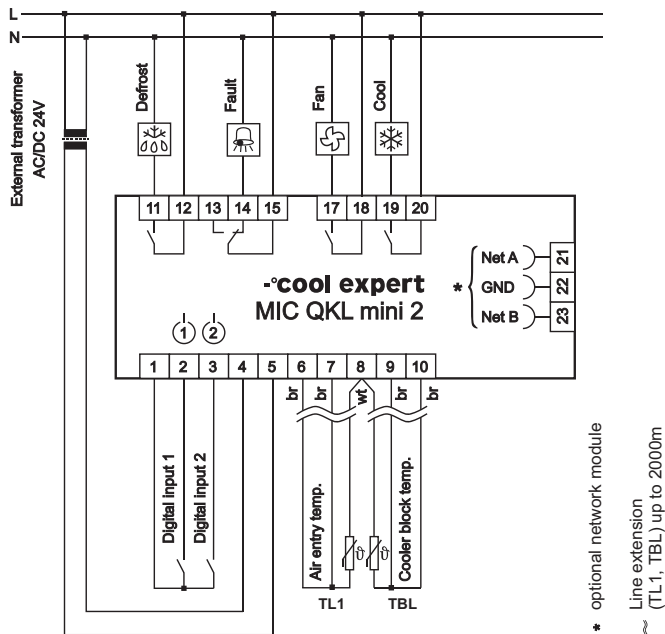 L
N
External transformer
AC/DC 24V
Defrost
Fault
Fan
Cool
11 12 13 14 15 17 18 19 20
-°cool expert
MIC QKL mini 2
* Net A 21
GND 22
Net B 23
1 2
1 2 3 4 5 6 7 8 9 10
br br wt br br
Digital input 1
Digital input 2
Air entry temp.
ϑ ϑ
Cooler block temp.
TL1 TBL
* optional network module
≈ Line extension
(TL1, TBL) up to 2000m